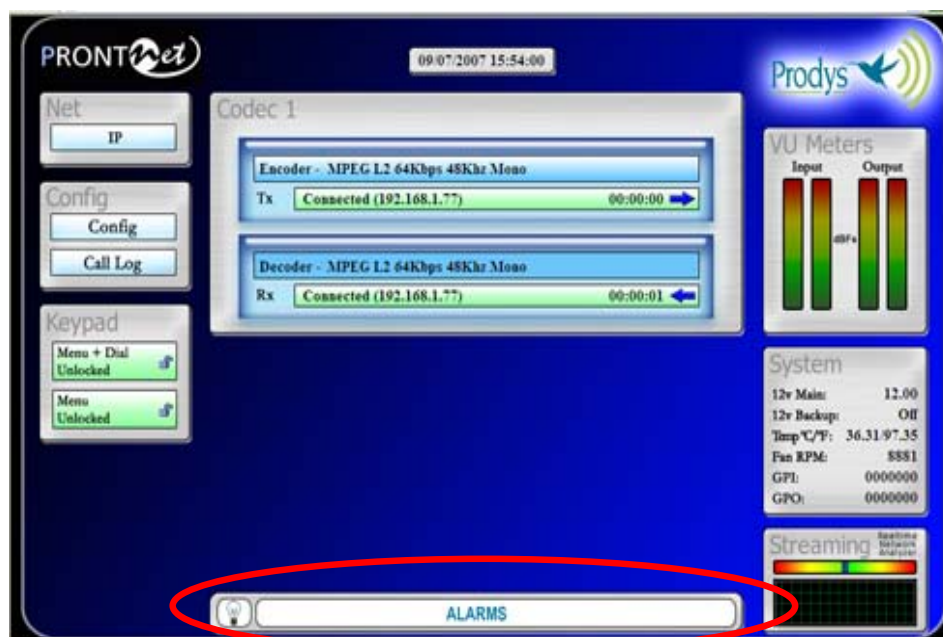 PRONTNet
09/07/2007 15:54:00
Prodys
Net
IP
Config
Config
Call Log
Keypad
Menu + Dial
Unlocked
Menu
Unlocked
Codec 1
Encoder - MPEG L2 64Kbps 48Khz Mono
Tx Connected (192.168.1.77) 00:00:00
Decoder - MPEG L2 64Kbps 48Khz Mono
Rx Connected (192.168.1.77) 00:00:01
ALARMS
VU Meters
Input Output
dBFs
System
12v Main: 12.00
12v Backup: Off
Temp ºC/ºF: 36.31/97.35
Fan RPM: 8881
GPI: 0000000
GPO: 0000000
Streaming
Realtime
Network
Analyzer